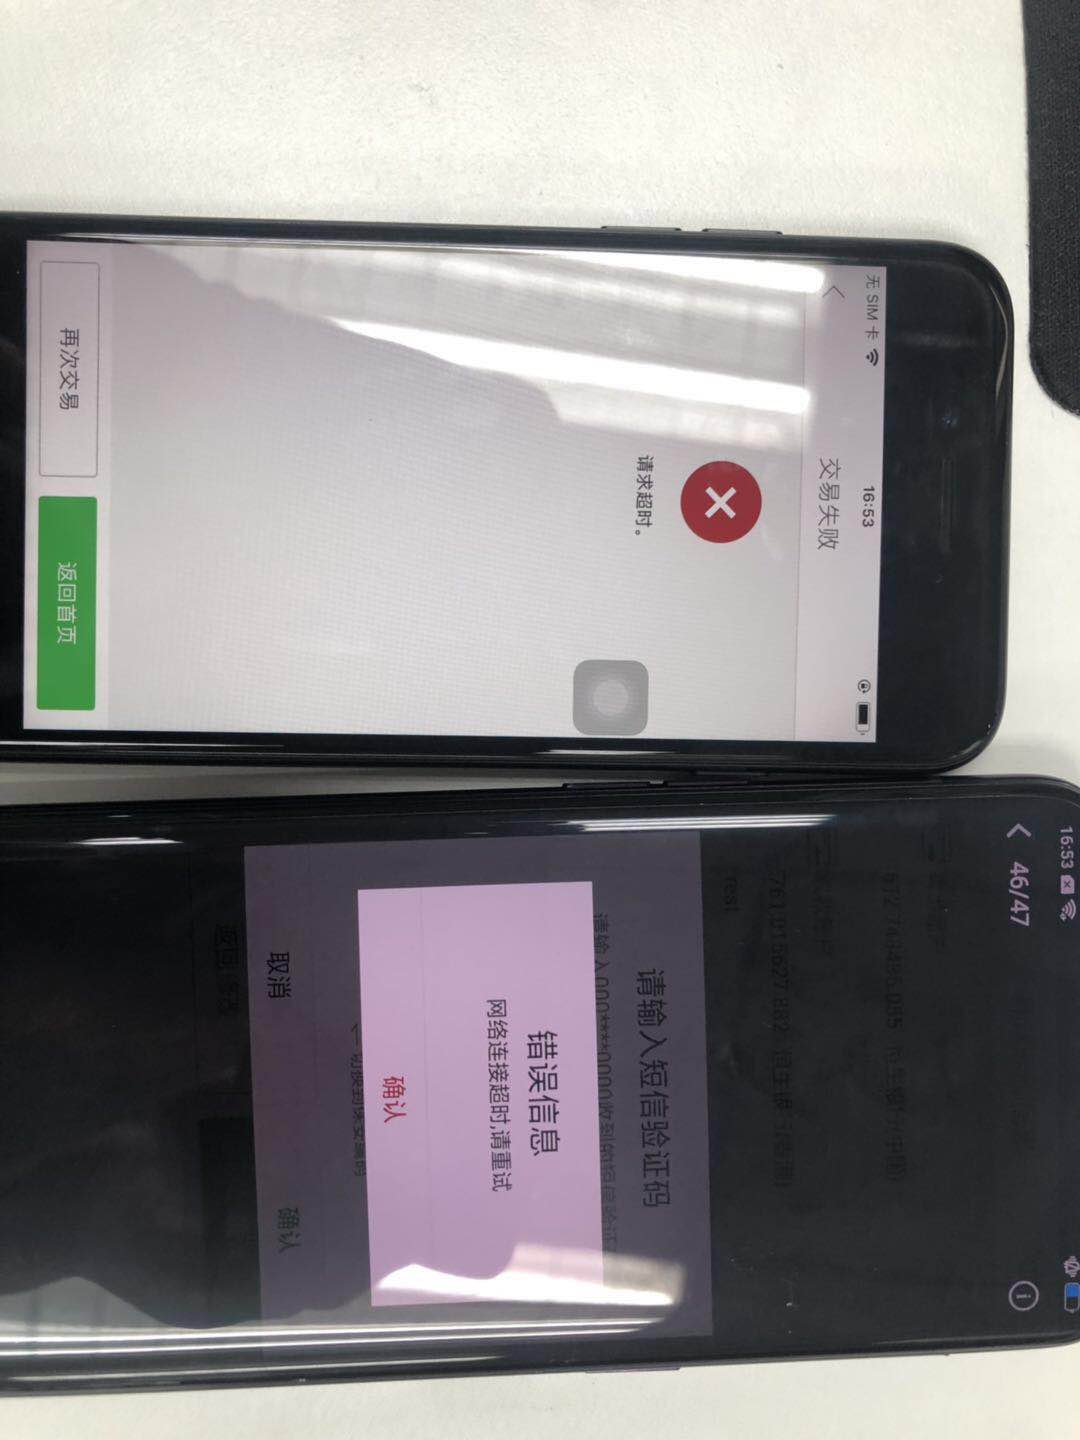 无 SIM 卡
16:53
交易失败
请求超时。
再次交易
返回首页
16:53
46/47
请输入短信验证码
错误信息
网络连接超时,请重试
确认
取消
确认